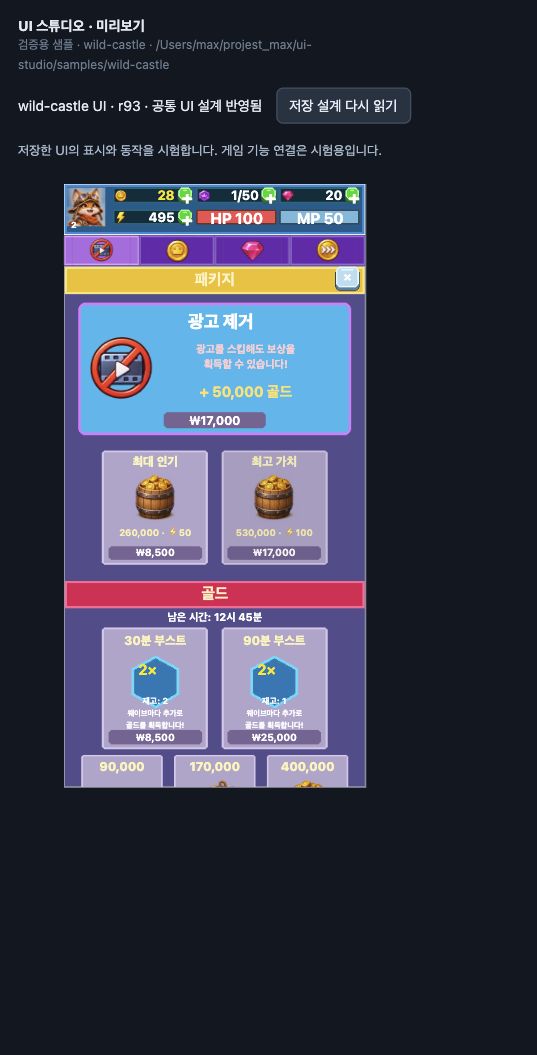 UI 스튜디오 · 미리보기
검증용 샘플 · wild-castle · /Users/max/projest_max/ui-
studio/samples/wild-castle
wild-castle UI · r93 · 공통 UI 설계 반영됨
저장 설계 다시 읽기
저장한 UI의 표시와 동작을 시험합니다. 게임 기능 연결은 시험용입니다.
28
1/50
20
2
495
HP 100
MP 50
패키지
×
광고 제거
광고를 스킵해도 보상을
획득할 수 있습니다!
+ 50,000 골드
₩17,000
최대 인기
최고 가치
260,000 · 50
530,000 · 100
₩8,500
₩17,000
골드
남은 시간: 12시 45분
30분 부스트
90분 부스트
2×
2×
재고: 2
재고: 1
웨이브마다 추가로
골드를 획득합니다!
웨이브마다 추가로
골드를 획득합니다!
₩8,500
₩25,000
90,000
170,000
400,000